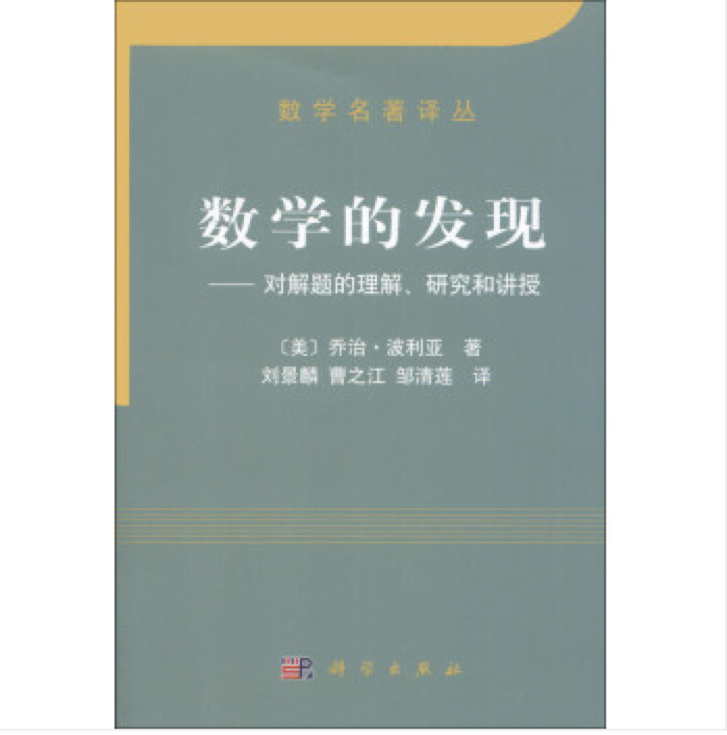 数学名著译丛
数学的发现
—— 对解题的理解、研究和讲授
〔美〕乔治·波利亚 著
刘景麟 曹之江 邹清莲 译
科学出版社